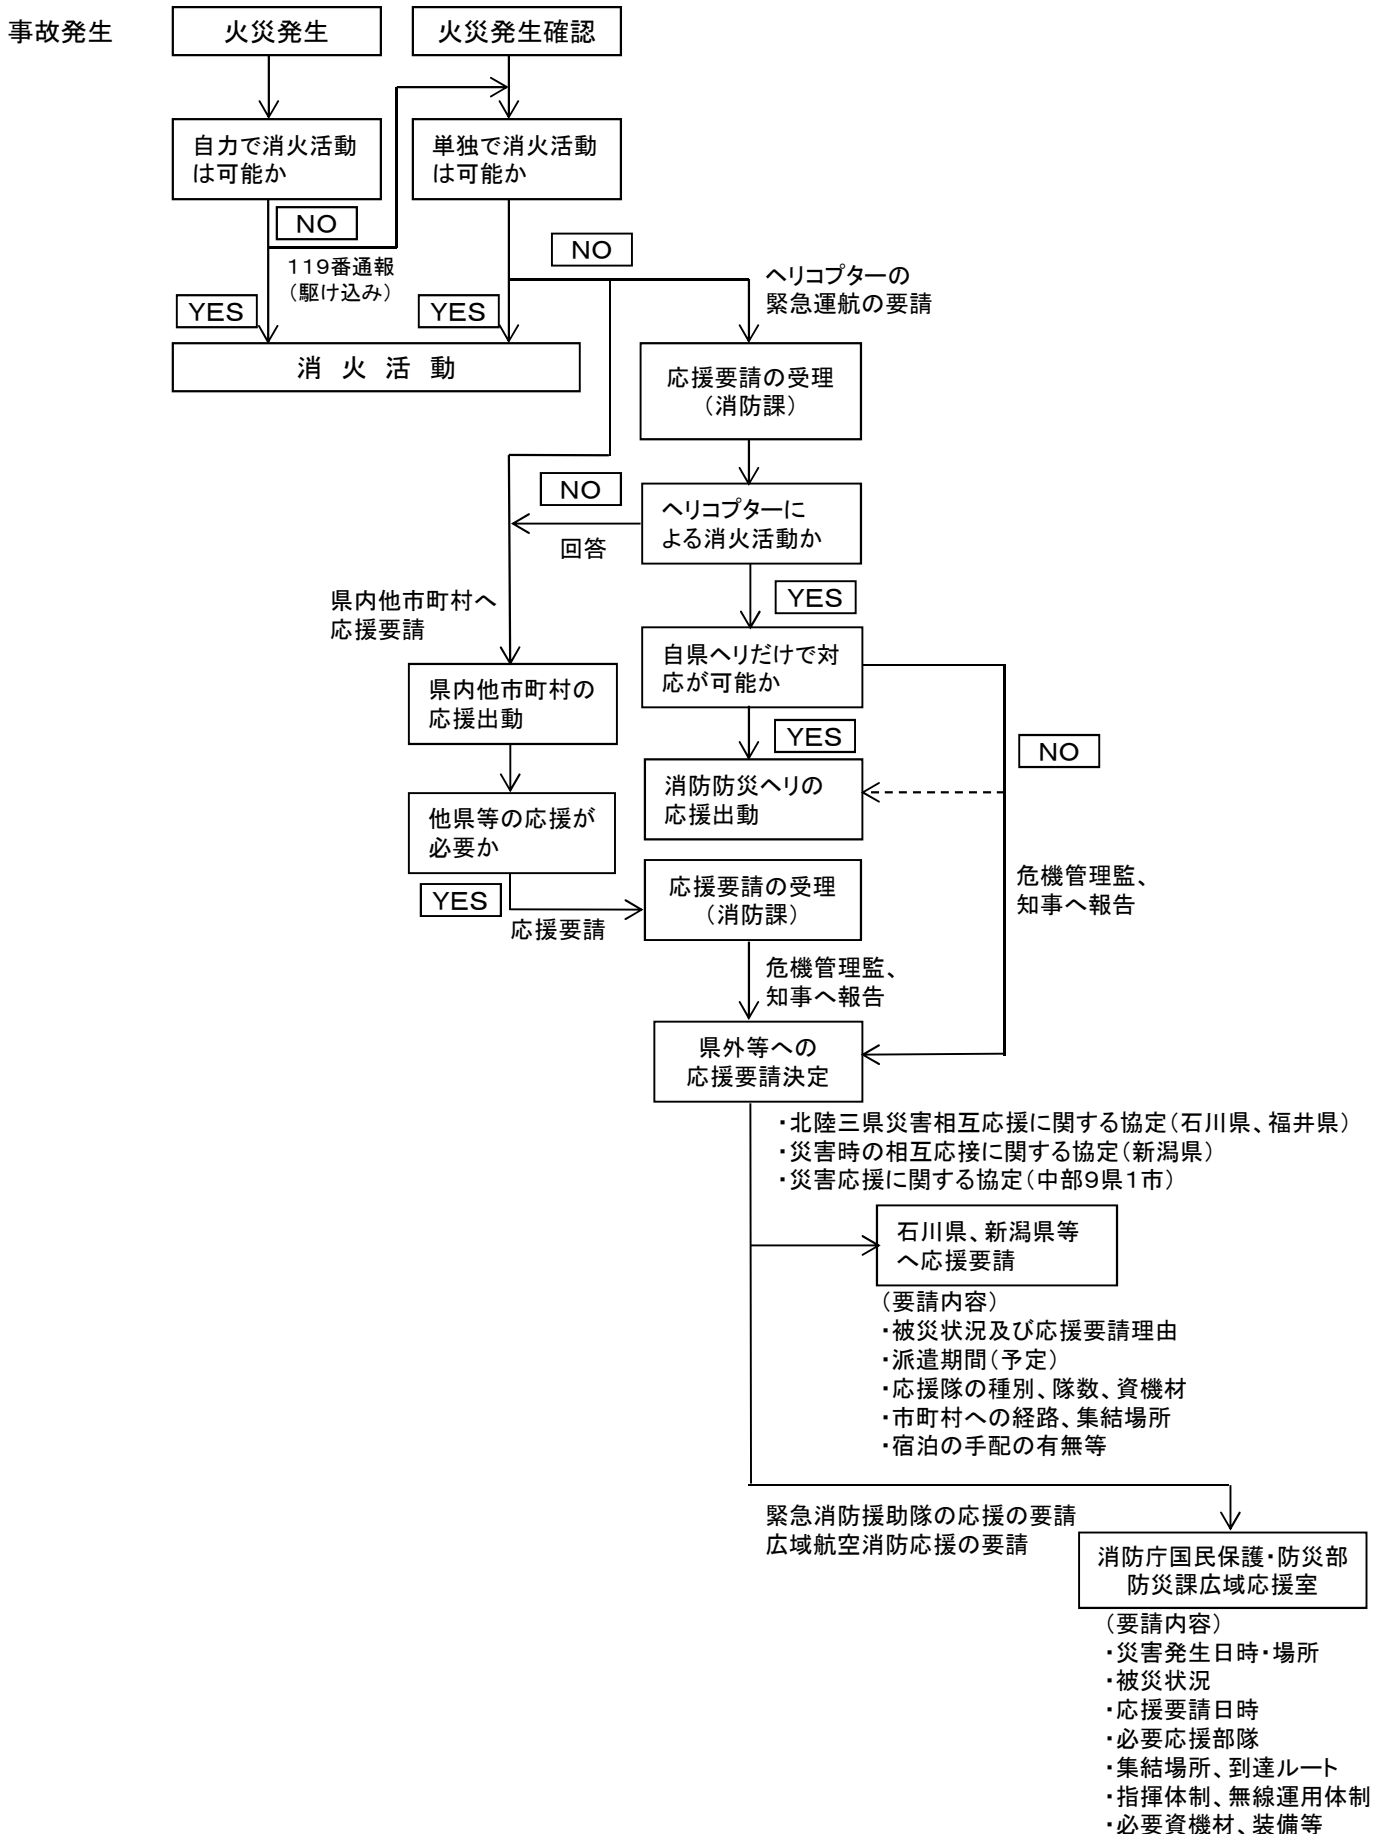 事故発生
火災発生
火災発生確認
自力で消火活動
は可能か
単独で消火活動
は可能か
NO
NO
119番通報
（駆け込み）
ヘリコプターの
緊急運航の要請
YES
YES
消 火 活 動
応援要請の受理
（消防課）
NO
ヘリコプターに
よる消火活動か
回答
YES
県内他市町村へ
応援要請
自県ヘリだけで対
応が可能か
県内他市町村の
応援出動
YES
NO
消防防災ヘリの
応援出動
他県等の応援が
必要か
YES
応援要請の受理
（消防課）
危機管理監、
知事へ報告
応援要請
危機管理監、
知事へ報告
県外等への
応援要請決定
・北陸三県災害相互応援に関する協定（石川県、福井県）
・災害時の相互応接に関する協定（新潟県）
・災害応援に関する協定（中部９県１市）
石川県、新潟県等
へ応援要請
（要請内容）
・被災状況及び応援要請理由
・派遣期間（予定）
・応援隊の種別、隊数、資機材
・市町村への経路、集結場所
・宿泊の手配の有無等
緊急消防援助隊の応援の要請
広域航空消防応援の要請
消防庁国民保護・防災部
防災課広域応援室
（要請内容）
・災害発生日時・場所
・被災状況
・応援要請日時
・必要応援部隊
・集結場所、到達ルート
・指揮体制、無線運用体制
・必要資機材、装備等